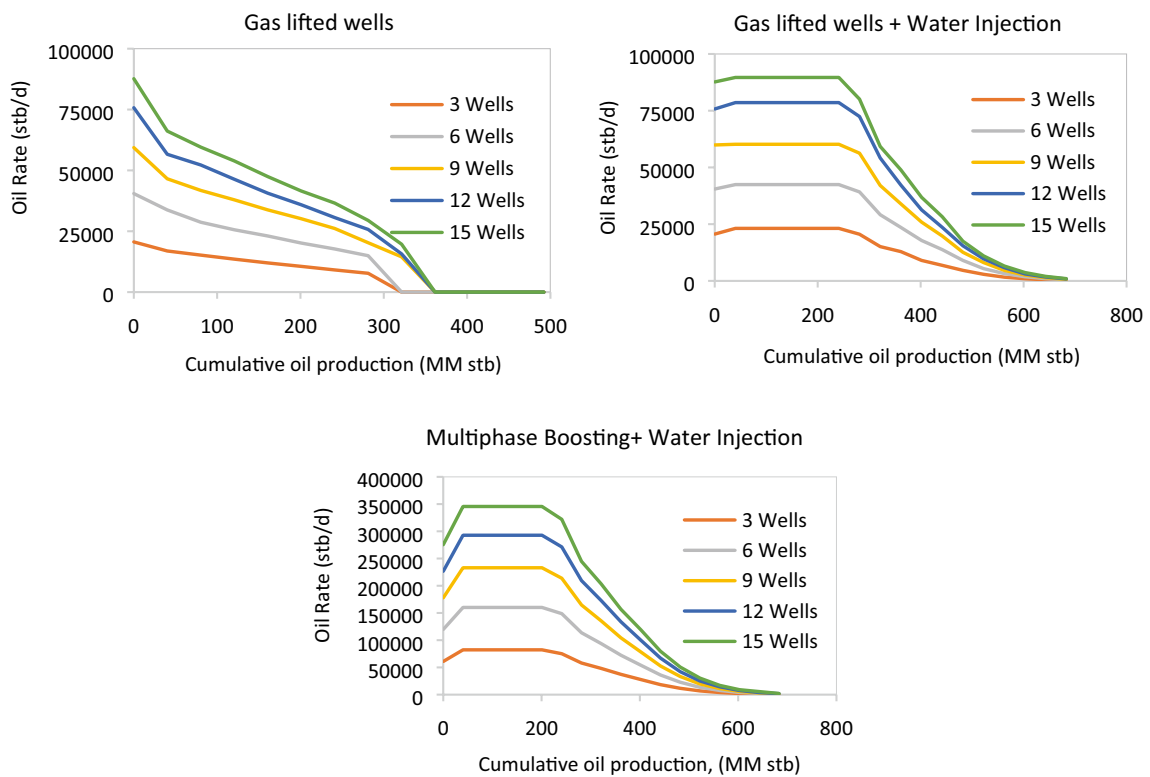 Gas lifted wells
Oil Rate (stb/d)
100000
75000
50000
25000
0
0 100 200 300 400 500
Cumulative oil production (MM stb)
3 Wells
6 Wells
9 Wells
12 Wells
15 Wells
Gas lifted wells + Water Injection
Oil Rate (stb/d)
100000
75000
50000
25000
0
0 200 400 600 800
Cumulative oil production (MM stb)
3 Wells
6 Wells
9 Wells
12 Wells
15 Wells
Multiphase Boosting+ Water Injection
Oil Rate (stb/d)
400000
350000
300000
250000
200000
150000
100000
50000
0
0 200 400 600 800
Cumulative oil production, (MM stb)
3 Wells
6 Wells
9 Wells
12 Wells
15 Wells